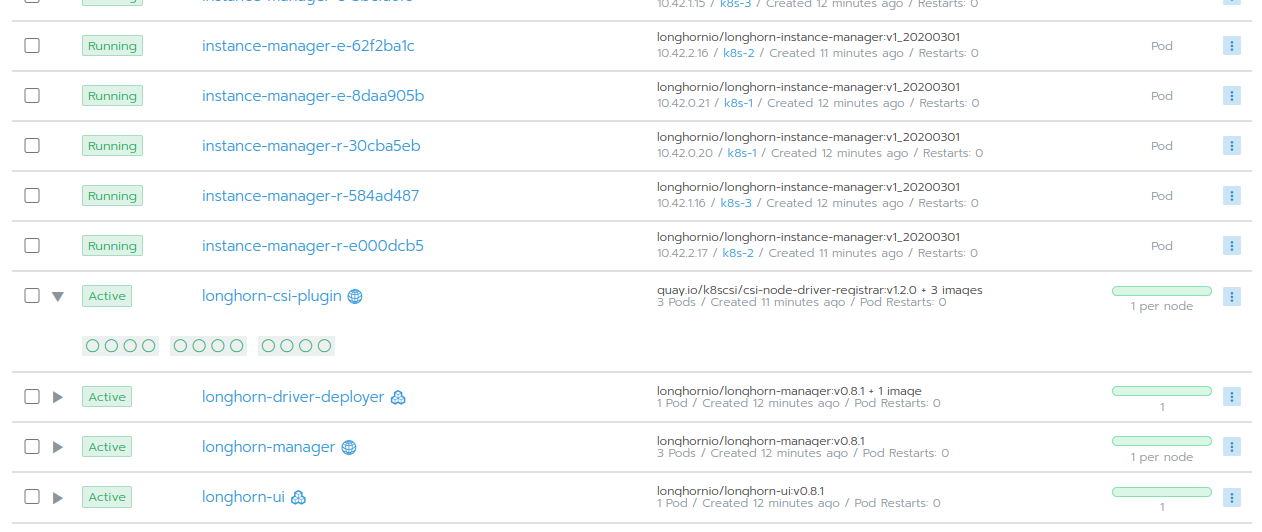 10.42.1.15 / k8s-3 / Created 12 minutes ago / Restarts: 0
Running
instance-manager-e-62f2ba1c
longhornio/longhorn-instance-manager:v1_20200301
10.42.2.16 / k8s-2 / Created 11 minutes ago / Restarts: 0
Pod
Running
instance-manager-e-8daa905b
longhornio/longhorn-instance-manager:v1_20200301
10.42.0.21 / k8s-1 / Created 12 minutes ago / Restarts: 0
Pod
Running
instance-manager-r-30cba5eb
longhornio/longhorn-instance-manager:v1_20200301
10.42.0.20 / k8s-1 / Created 12 minutes ago / Restarts: 0
Pod
Running
instance-manager-r-584ad487
longhornio/longhorn-instance-manager:v1_20200301
10.42.1.16 / k8s-3 / Created 12 minutes ago / Restarts: 0
Pod
Running
instance-manager-r-e000dcb5
longhornio/longhorn-instance-manager:v1_20200301
10.42.2.17 / k8s-2 / Created 11 minutes ago / Restarts: 0
Pod
Active
longhorn-csi-plugin
quay.io/k8scsi/csi-node-driver-registrar:v1.2.0 + 3 images
3 Pods / Created 11 minutes ago / Pod Restarts: 0
1 per node
Active
longhorn-driver-deployer
longhornio/longhorn-manager:v0.8.1 + 1 image
1 Pod / Created 12 minutes ago / Pod Restarts: 0
1
Active
longhorn-manager
longhornio/longhorn-manager:v0.8.1
3 Pods / Created 12 minutes ago / Pod Restarts: 0
1 per node
Active
longhorn-ui
longhornio/longhorn-ui:v0.8.1
1 Pod / Created 12 minutes ago / Pod Restarts: 0
1